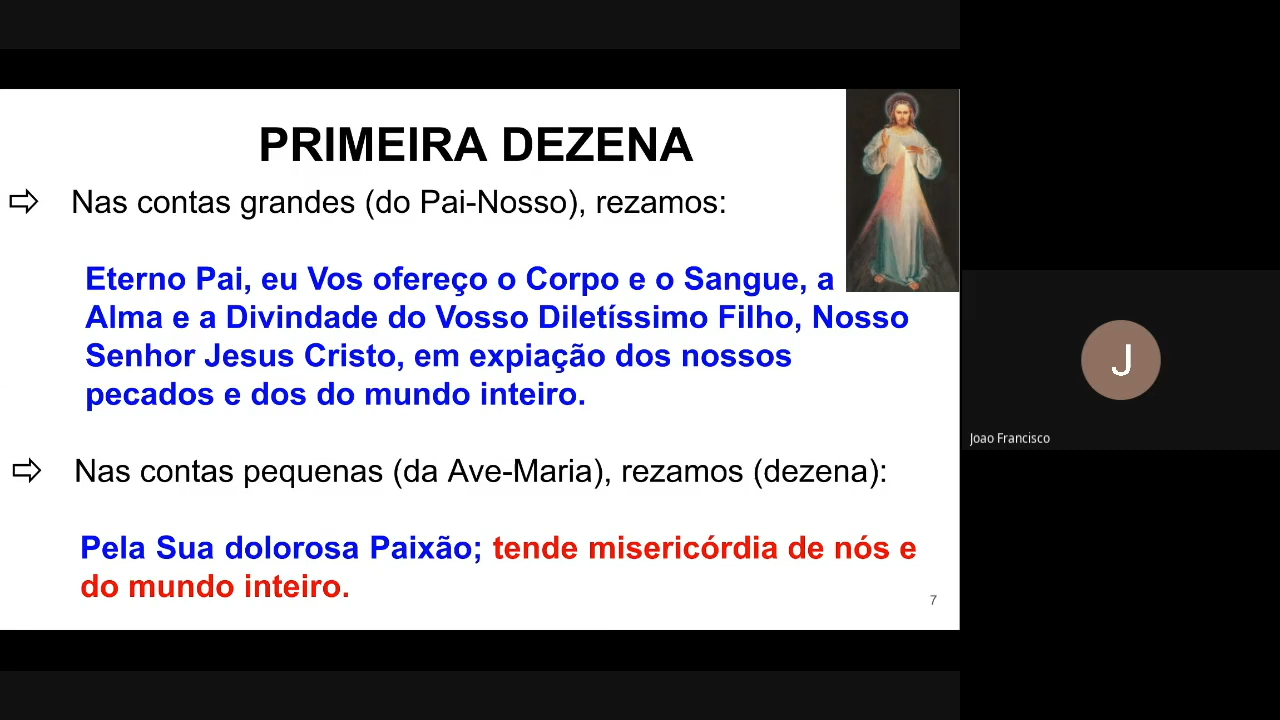 PRIMEIRA DEZENA
⇨ Nas contas grandes (do Pai-Nosso), rezamos:
Eterno Pai, eu Vos ofereço o Corpo e o Sangue, a
Alma e a Divindade do Vosso Diletíssimo Filho, Nosso
Senhor Jesus Cristo, em expiação dos nossos
pecados e dos do mundo inteiro.
⇨ Nas contas pequenas (da Ave-Maria), rezamos (dezena):
Pela Sua dolorosa Paixão; tende misericórdia de nós e
do mundo inteiro.
7
J
Joao Francisco